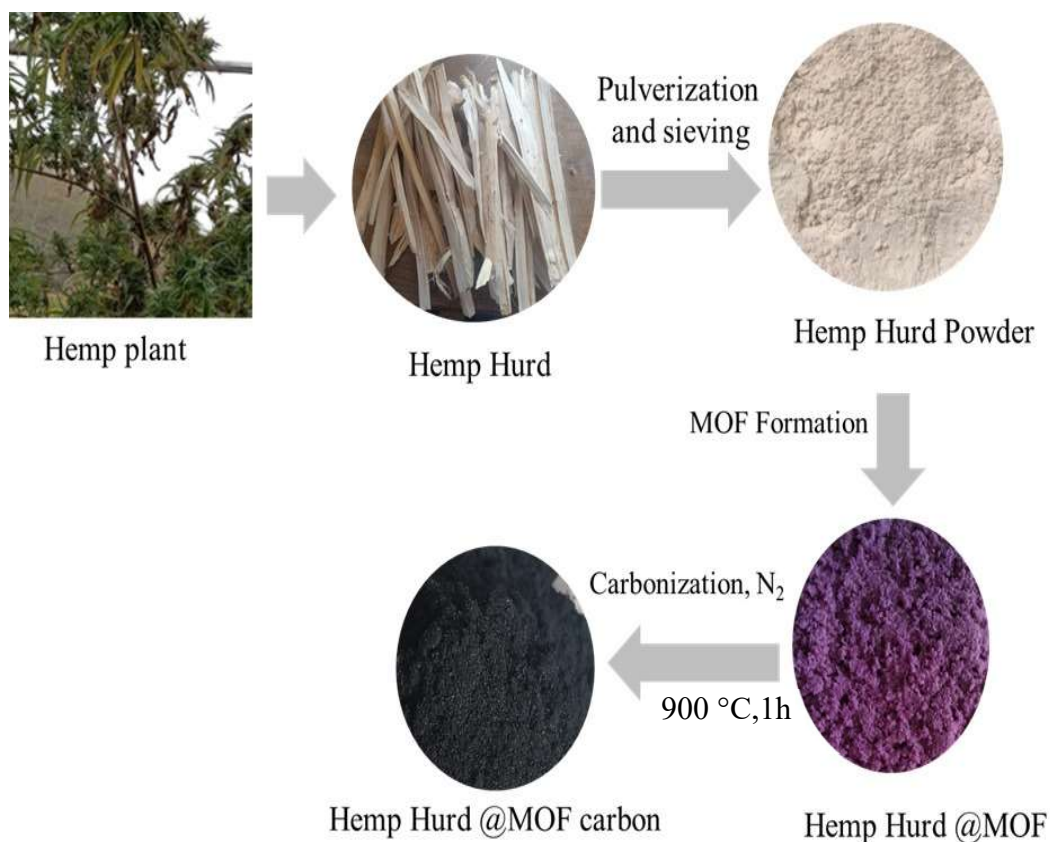 Hemp plant
Hemp Hurd
Pulverization
and sieving
Hemp Hurd Powder
MOF Formation
Hemp Hurd @MOF
Carbonization, N₂
900 °C,1h
Hemp Hurd @MOF carbon